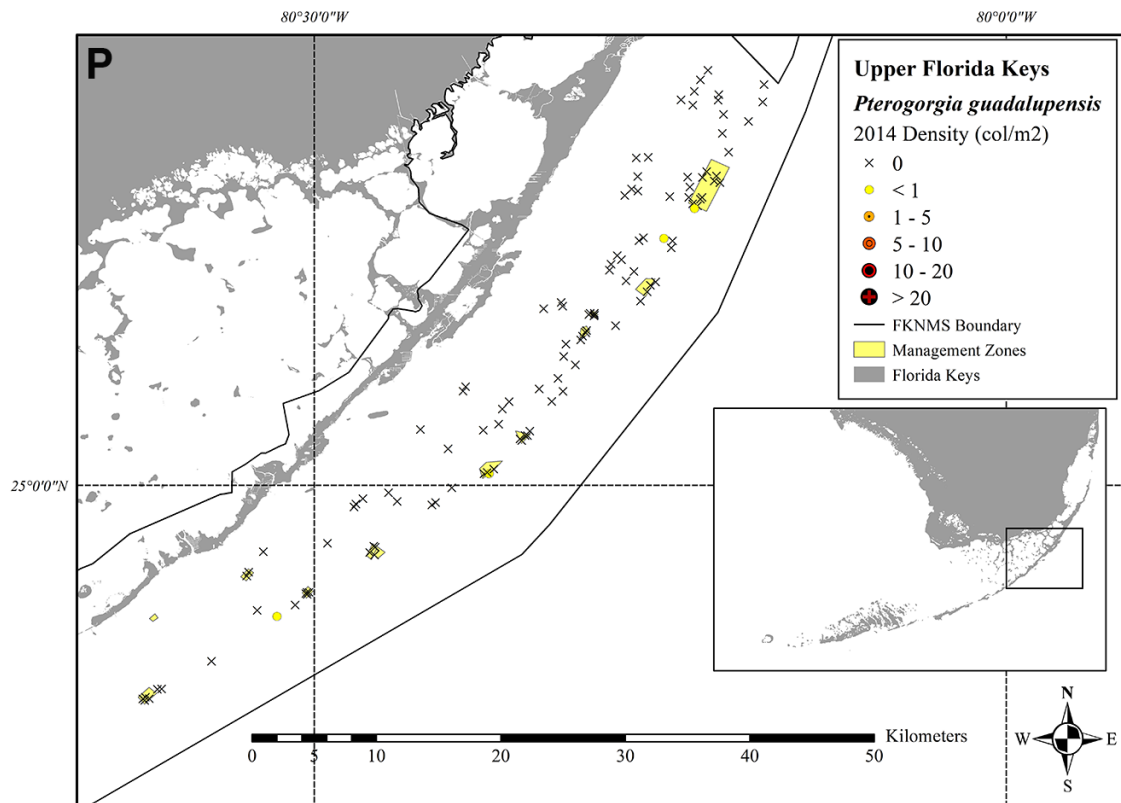 80°30'0"W
80°0'0"W
P
Upper Florida Keys
Pterogorgia guadalupensis
2014 Density (col/m2)
0
< 1
1 - 5
5 - 10
10 - 20
> 20
FKNMS Boundary
Management Zones
Florida Keys
25°0'0"N
N
W
E
S
Kilometers
0
5
10
20
30
40
50